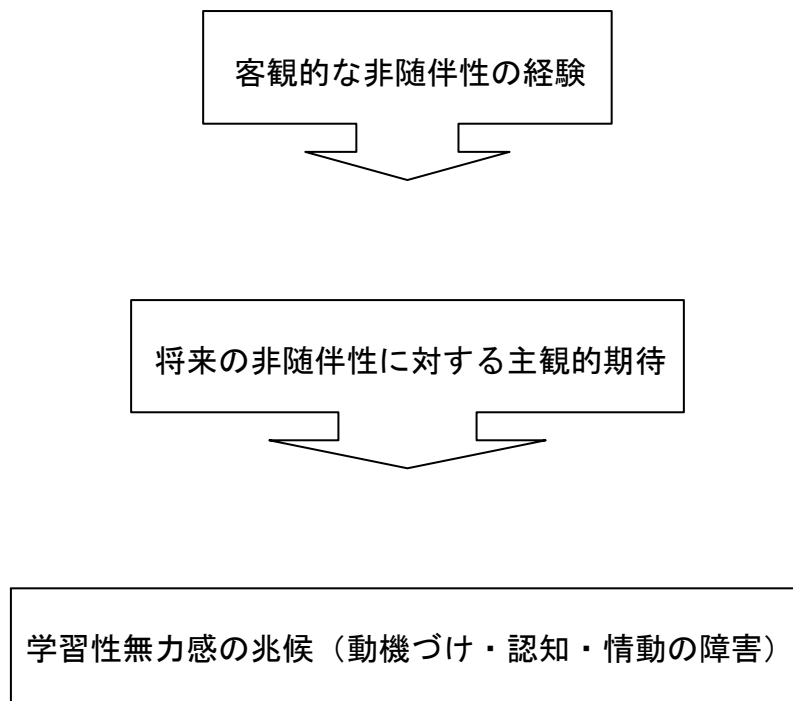 客観的な非随伴性の経験
将来の非随伴性に対する主観的期待
学習性無力感の兆候（動機づけ・認知・情動の障害）